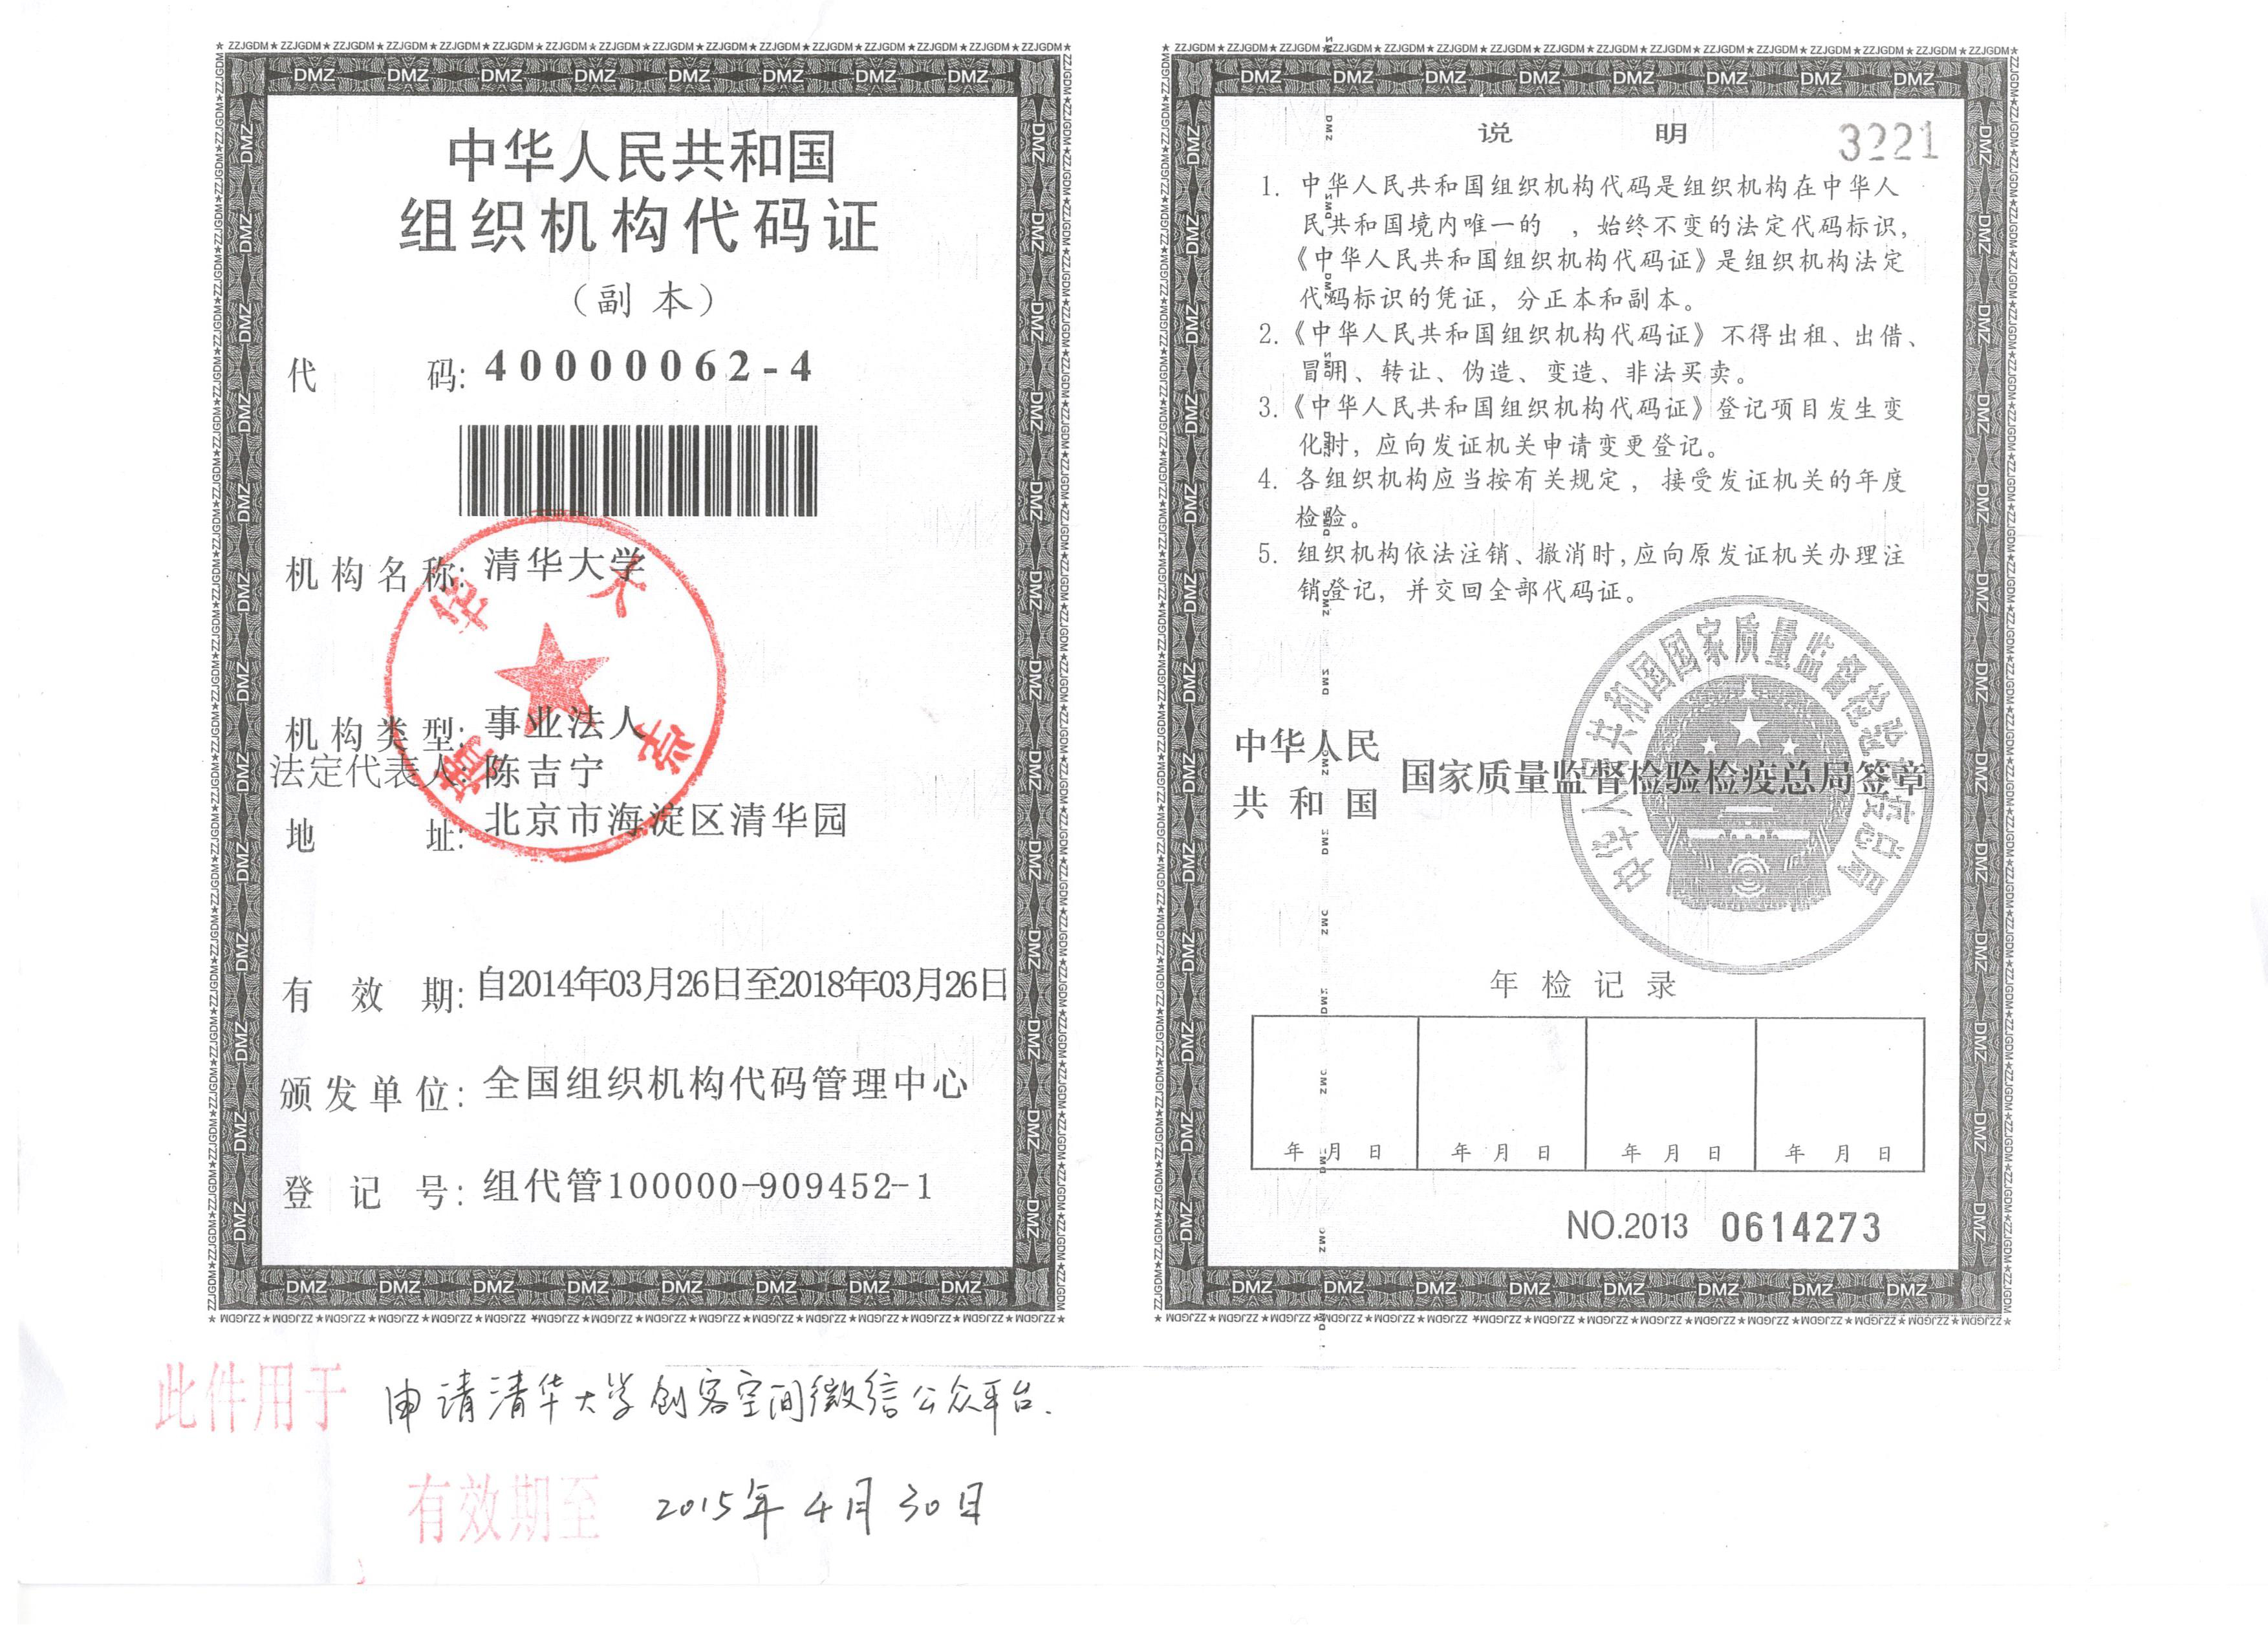 中华人民共和国
组织机构代码证
（副 本）
代 码: 40000062-4
机构名称: 清华大学
机构类型: 事业法人
法定代表人: 陈吉宁
地 址: 北京市海淀区清华园
清华大学
有 效 期: 自2014年03月26日至2018年03月26日
颁发单位: 全国组织机构代码管理中心
登 记 号: 组代管100000-909452-1
说 明
3221
1. 中华人民共和国组织机构代码是组织机构在中华人
民共和国境内唯一的 ，始终不变的法定代码标识，
《中华人民共和国组织机构代码证》是组织机构法定
代码标识的凭证，分正本和副本。
2.《中华人民共和国组织机构代码证》不得出租、出借、
冒用、转让、伪造、变造、非法买卖。
3.《中华人民共和国组织机构代码证》登记项目发生变
化时，应向发证机关申请变更登记。
4. 各组织机构应当按有关规定，接受发证机关的年度
检验。
5. 组织机构依法注销、撤消时,应向原发证机关办理注
销登记，并交回全部代码证。
中华人民共和国国家质量监督检验检疫总局
中华人民
共 和 国
国家质量监督检验检疫总局签章
年检记录
年 月 日 年 月 日 年 月 日 年 月 日
NO.2013 0614273
此件用于 申请清华大学创客空间微信公众平台.
有效期至 2015年4月30日